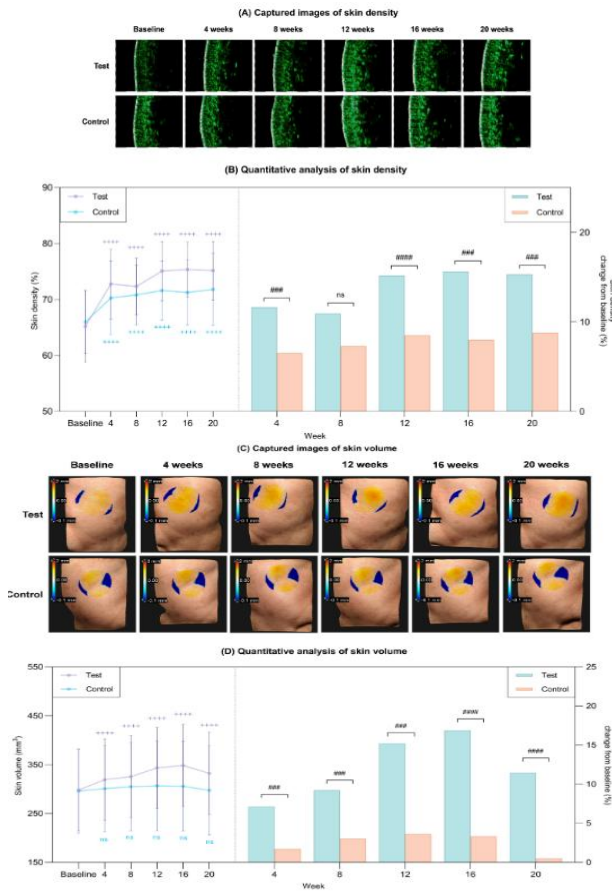 (A) Captured images of skin density
Baseline 4 weeks 8 weeks 12 weeks 16 weeks 20 weeks
Test
Control
(B) Quantitative analysis of skin density
90
80
70
60
50
Skin density (%)
Test
Control
++++ ++++ ++++ ++++ ++++
++++ ++++ ++++ ++++ ++++
Baseline 4 8 12 16 20
Test
Control
### ns #### ### ###
20
10
0
change from baseline (%)
4 8 12 16 20
Week
(C) Captured images of skin volume
Baseline 4 weeks 8 weeks 12 weeks 16 weeks 20 weeks
Test
Control
(D) Quantitative analysis of skin volume
550
450
350
250
150
Skin volume (mm³)
Test
Control
++++ ++++ ++++ ++++ ++++
ns ns ns ns ns
Baseline 4 8 12 16 20
Test
Control
### ### ### #### ####
25
20
15
10
5
0
change from baseline (%)
4 8 12 16 20
Week